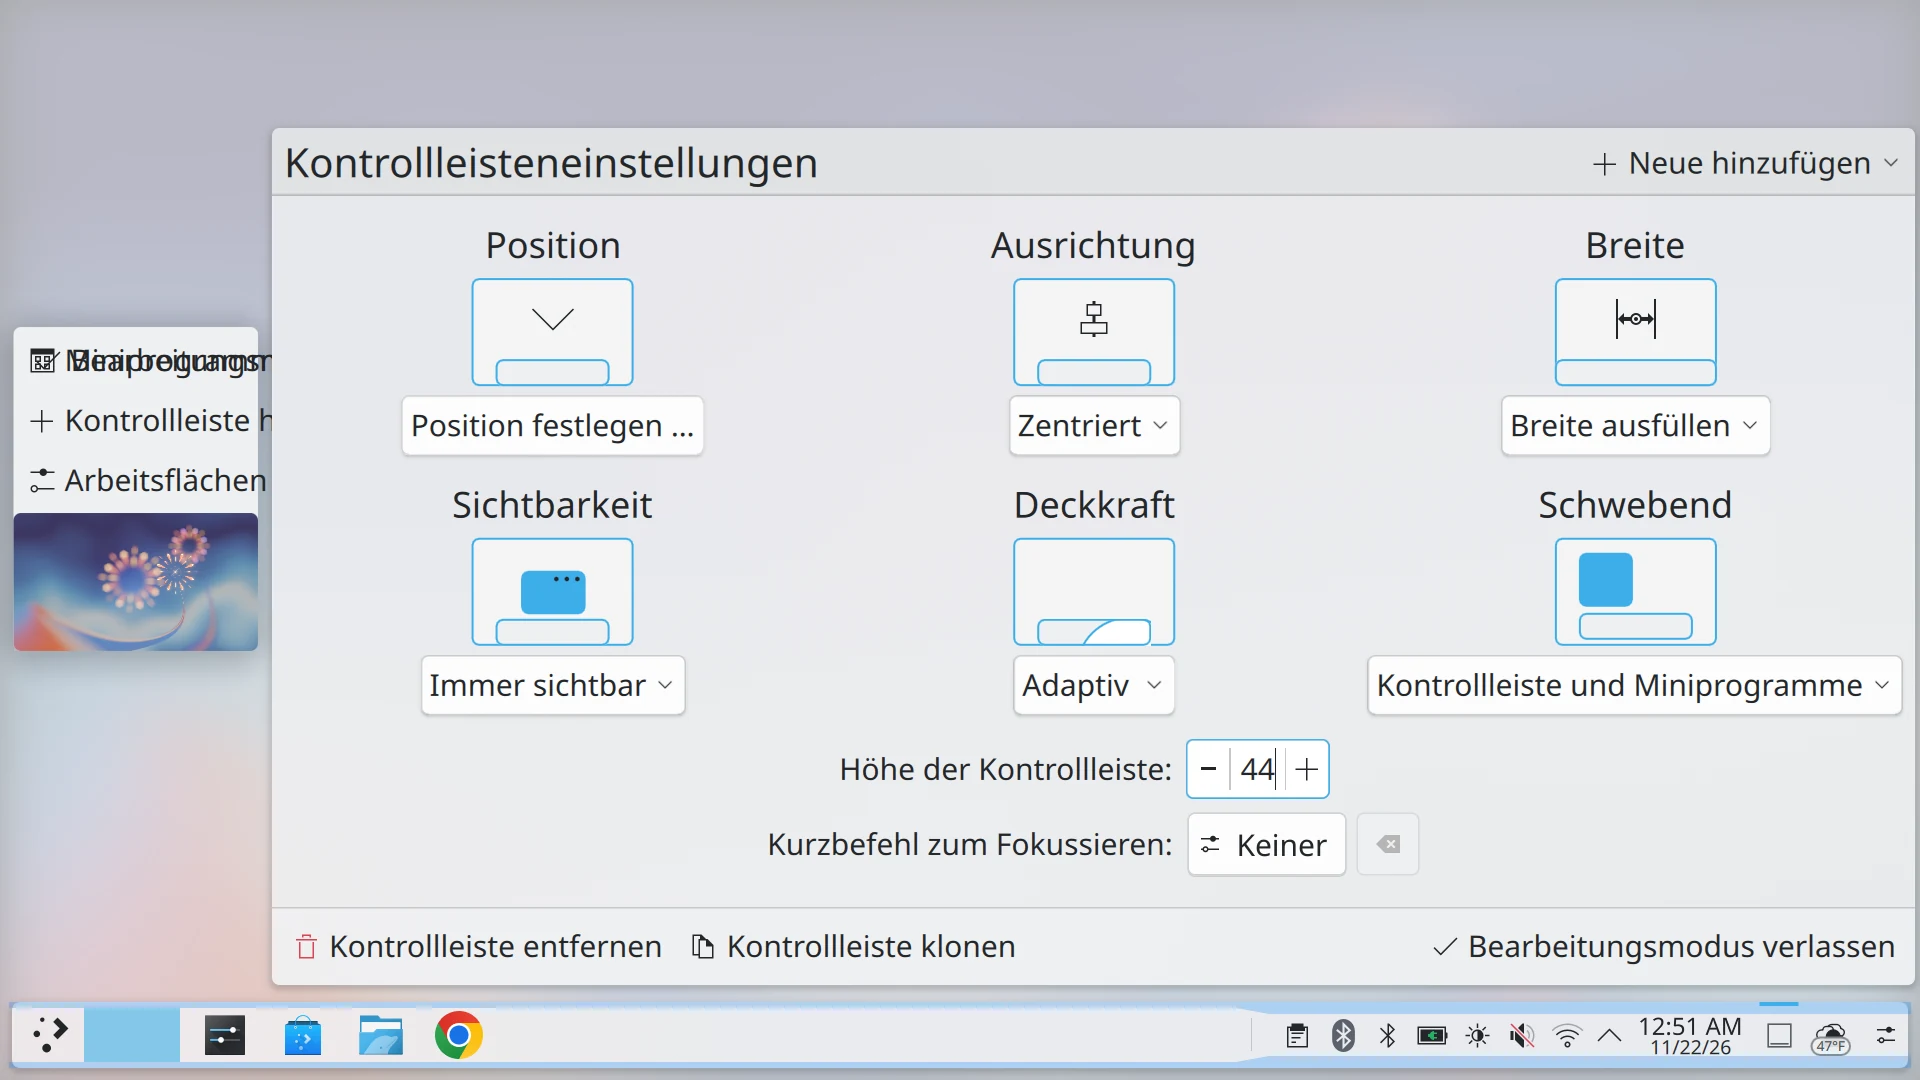 Kontrollleisteneinstellungen
Neue hinzufügen
Position
Ausrichtung
Breite
Position festlegen ...
Zentriert
Breite ausfüllen
Kontrollleiste h
Arbeitsflächen
Sichtbarkeit
Deckkraft
Schwebend
Immer sichtbar
Adaptiv
Kontrollleiste und Miniprogramme
Höhe der Kontrollleiste:
44
Kurzbefehl zum Fokussieren:
Keiner
Kontrollleiste entfernen
Kontrollleiste klonen
Bearbeitungsmodus verlassen
12:51 AM
11/22/26
47°F